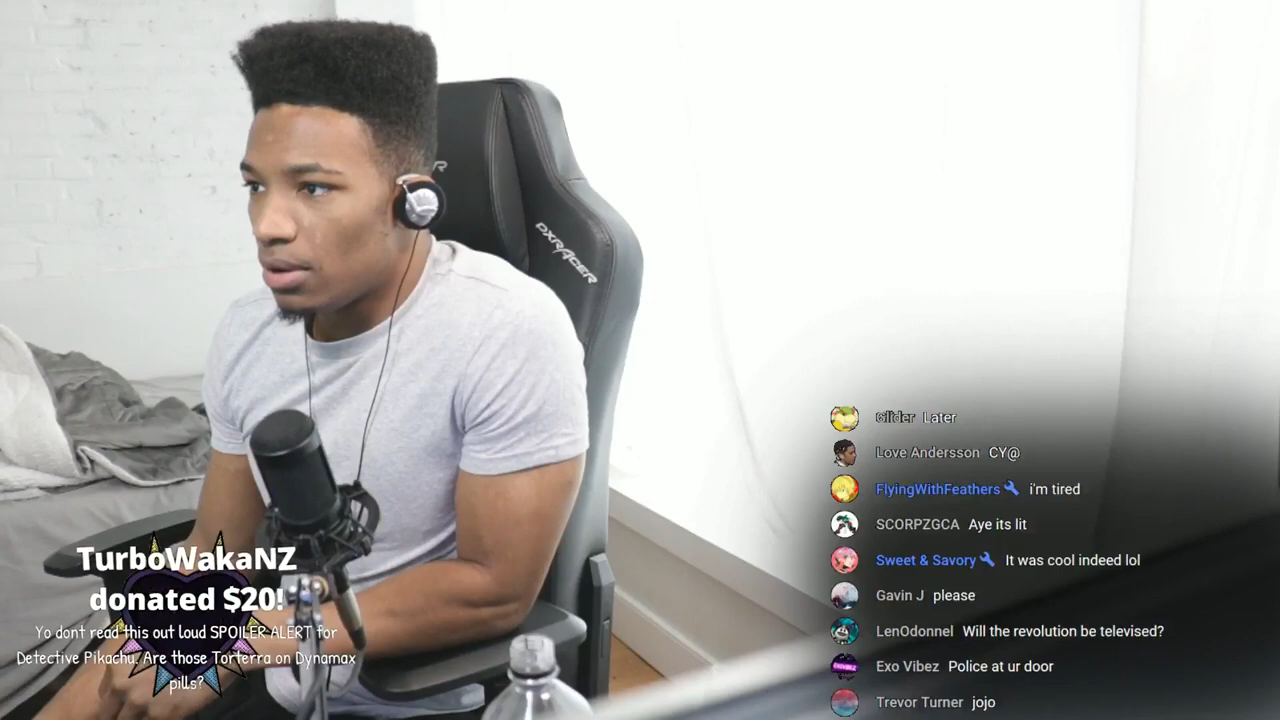 DXRACER
Glider Later
Love Andersson CY@
FlyingWithFeathers i'm tired
SCORPZGCA Aye its lit
Sweet & Savory It was cool indeed lol
Gavin J please
LenOdonnel Will the revolution be televised?
Exo Vibez Police at ur door
Trevor Turner jojo
TurboWakaNZ
donated $20!
Yo dont read this out loud SPOILER ALERT for
Detective Pikachu. Are those Torterra on Dynamax
pills?